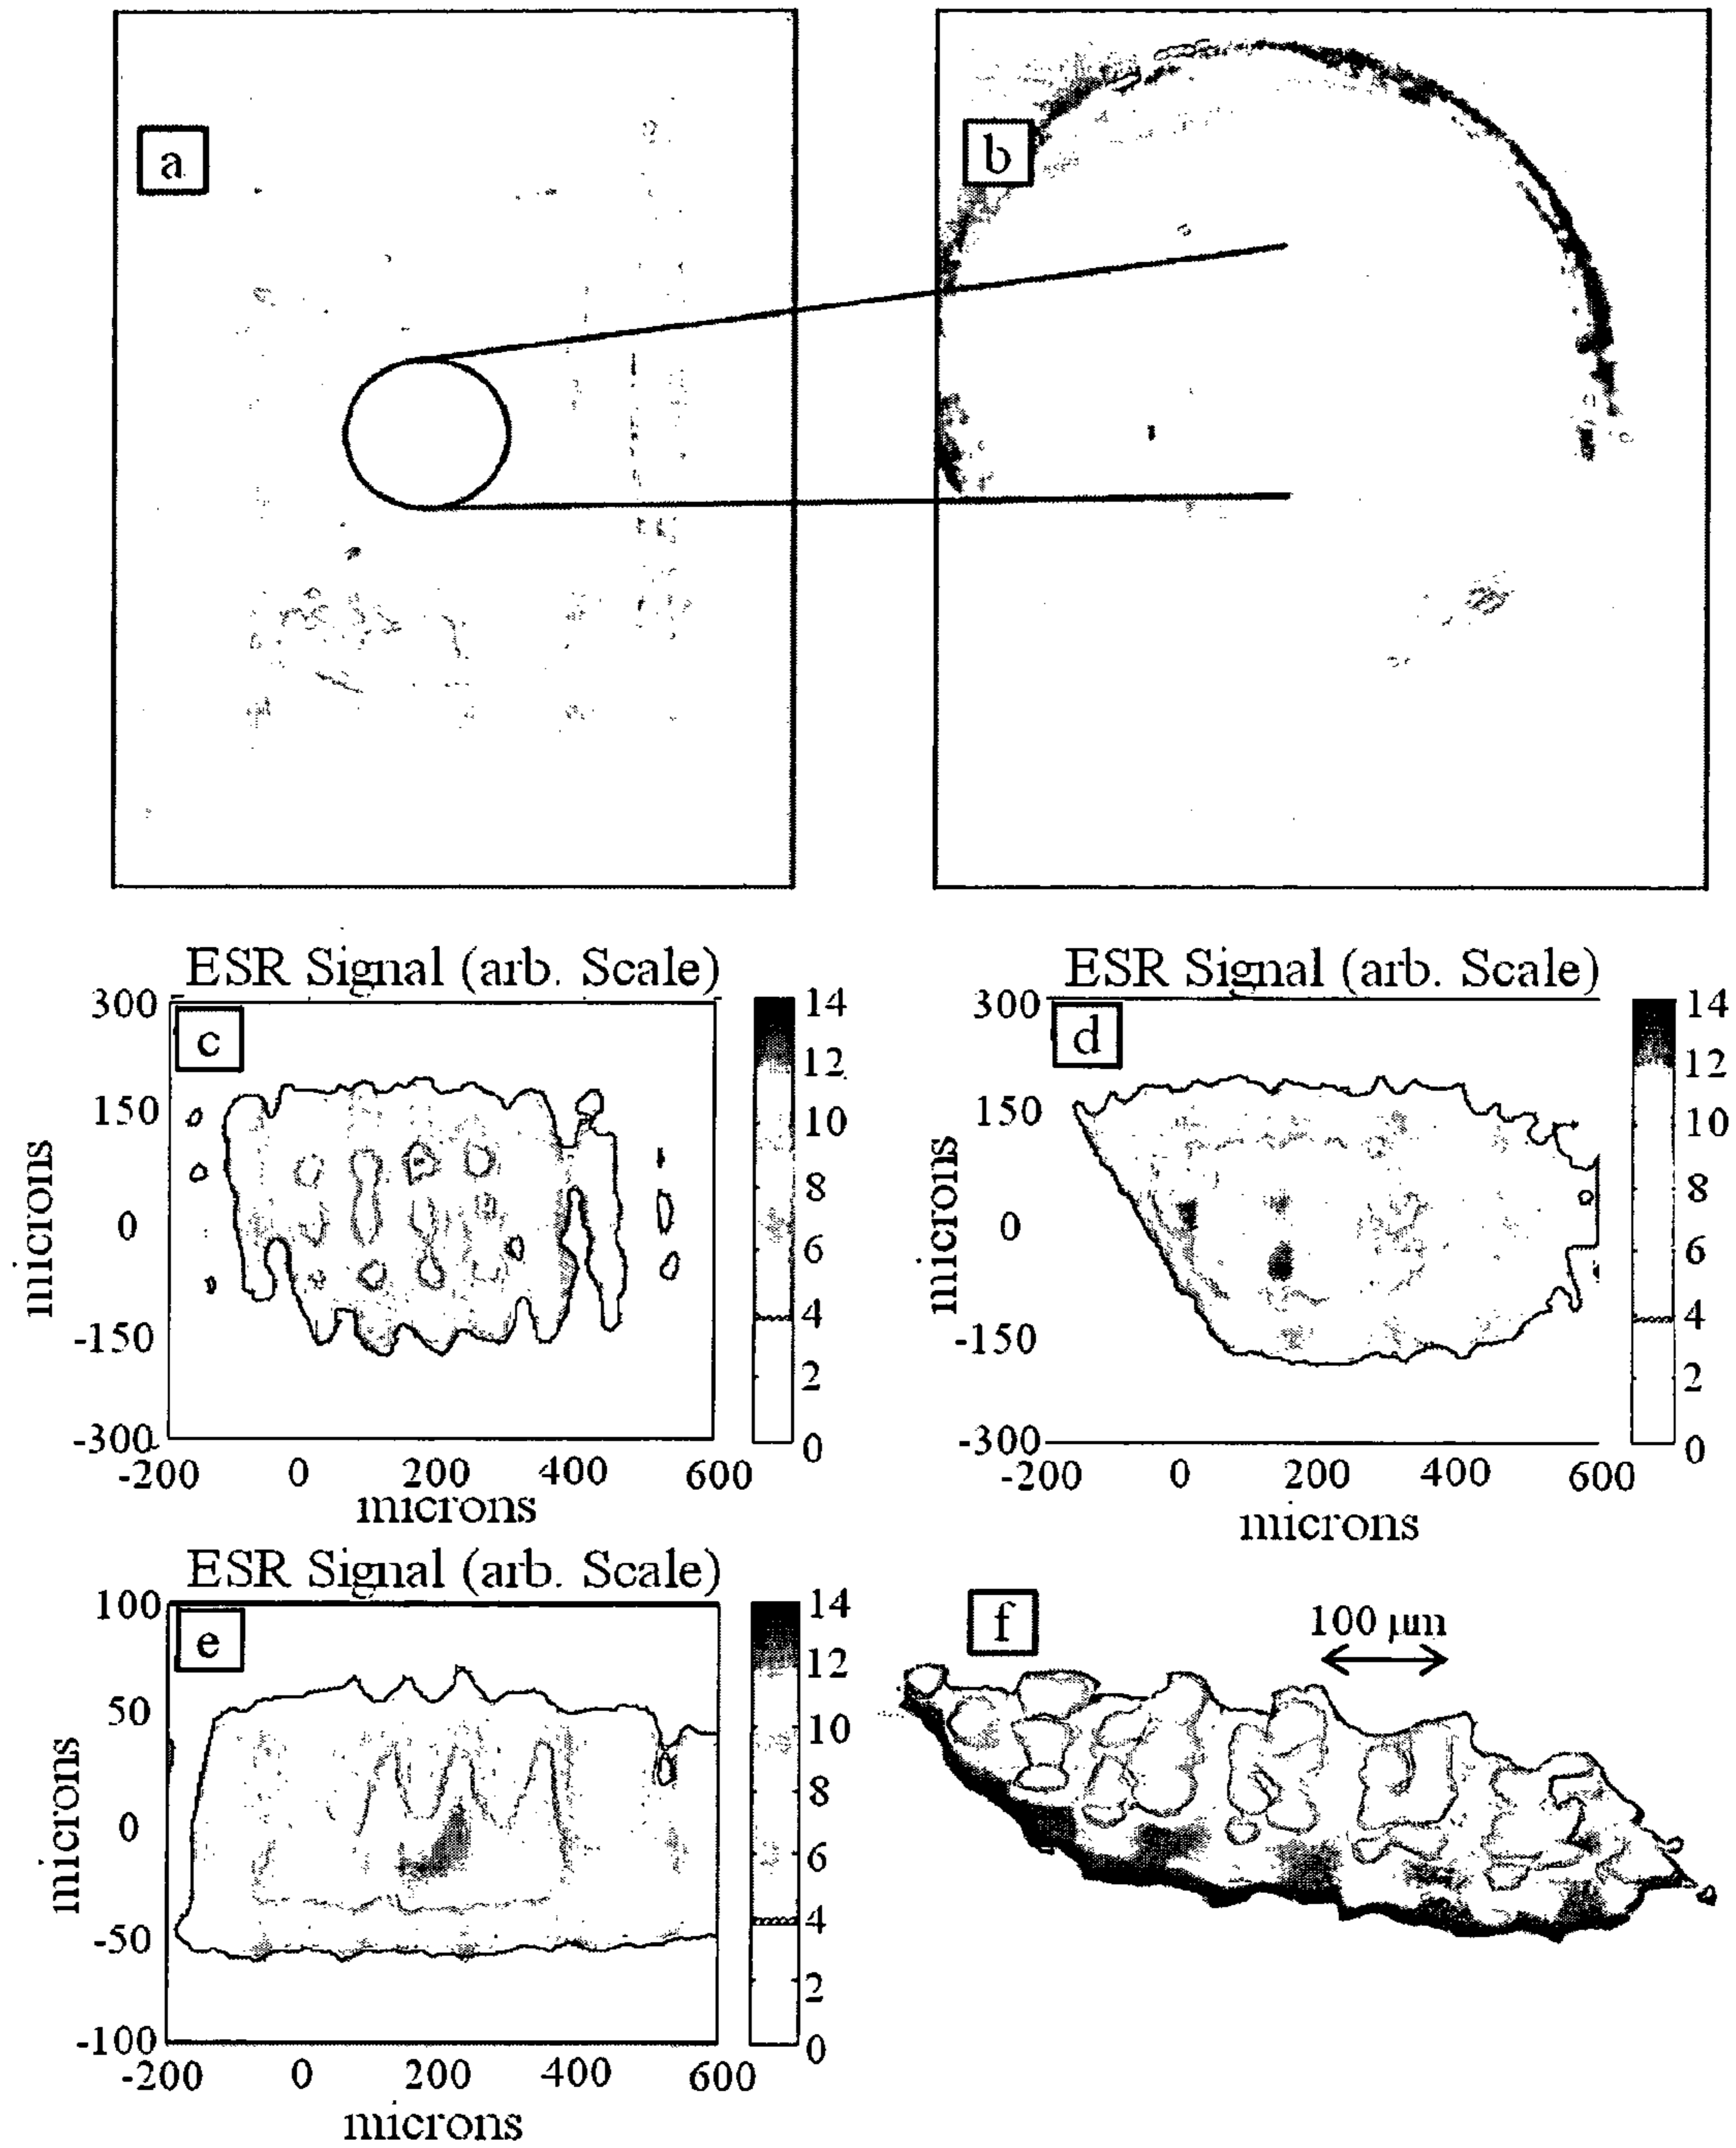 a
b
ESR Signal (arb. Scale)
ESR Signal (arb. Scale)
c
d
300
150
0
-150
-300
microns
-200 0 200 400 600
microns
14
12
10
8
6
4
2
0
300
150
0
-150
-300
microns
-200 0 200 400 600
microns
14
12
10
8
6
4
2
0
ESR Signal (arb. Scale)
e
100
50
0
-50
-100
microns
-200 0 200 400 600
microns
14
12
10
8
6
4
2
0
f
100 μm